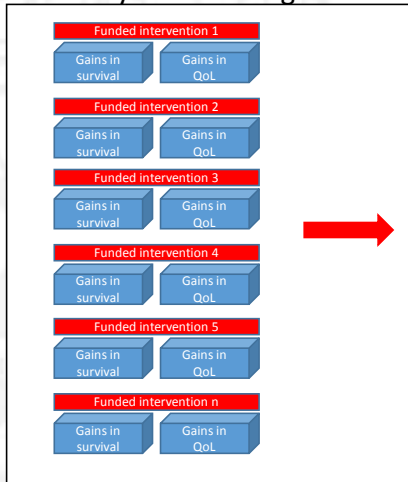 Funded intervention 1
Gains in Gains in
survival QoL
Funded intervention 2
Gains in Gains in
survival QoL
Funded intervention 3
Gains in Gains in
survival QoL
Funded intervention 4
Gains in Gains in
survival QoL
Funded intervention 5
Gains in Gains in
survival QoL
Funded intervention n
Gains in Gains in
survival QoL